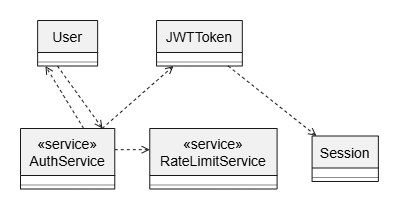 User
JWTToken
«service»
AuthService
«service»
RateLimitService
Session